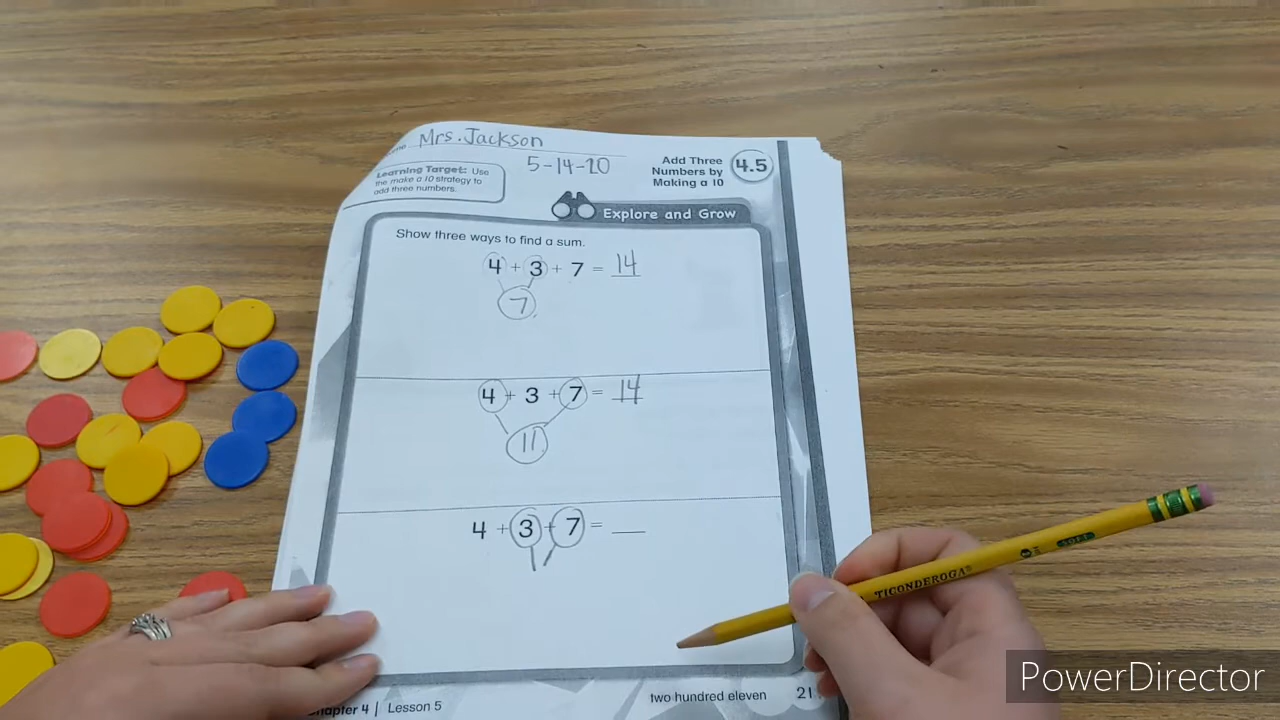 Mrs. Jackson
5-14-20
Learning Target: Use
the make a 10 strategy to
add three numbers.
Add Three
Numbers by
Making a 10
4.5
Explore and Grow
Show three ways to find a sum.
4 + 3 + 7 = 14
7
4 + 3 + 7 = 14
11
4 + 3 + 7 = __
TICONDEROGA®
Chapter 4 | Lesson 5
two hundred eleven
PowerDirector